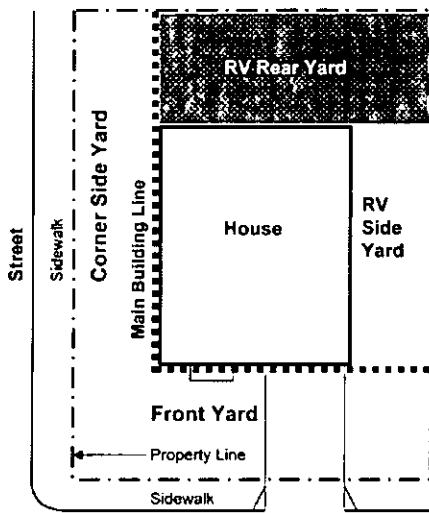 RV Rear Yard
Street
Sidewalk
Corner Side Yard
Main Building Line
House
RV
Side
Yard
Front Yard
Property Line
Sidewalk